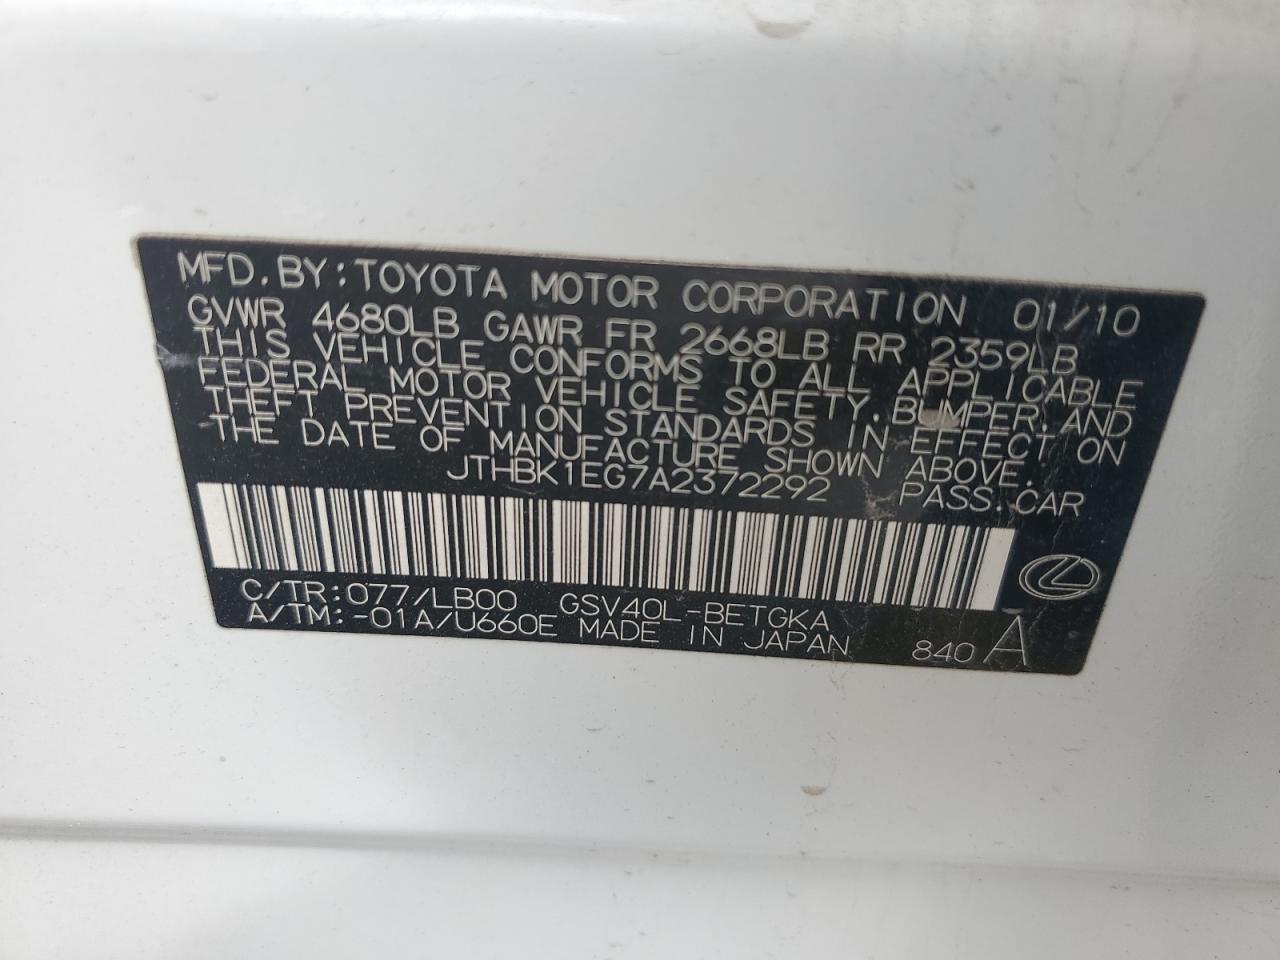 MFD. BY: TOYOTA MOTOR CORPORATION 01/10
GVWR 4680LB GAWR FR 2668LB RR 2359LB
THIS VEHICLE CONFORMS TO ALL APPLICABLE
FEDERAL MOTOR VEHICLE SAFETY, BUMPER, AND
THEFT PREVENTION STANDARDS IN EFFECT ON
THE DATE OF MANUFACTURE SHOWN ABOVE.
JTHBK1EG7A2372292 PASS. CAR
C/TR: 077/LB00 GSV40L-BETGKA
A/TM: -01A/U660E MADE IN JAPAN 840 A